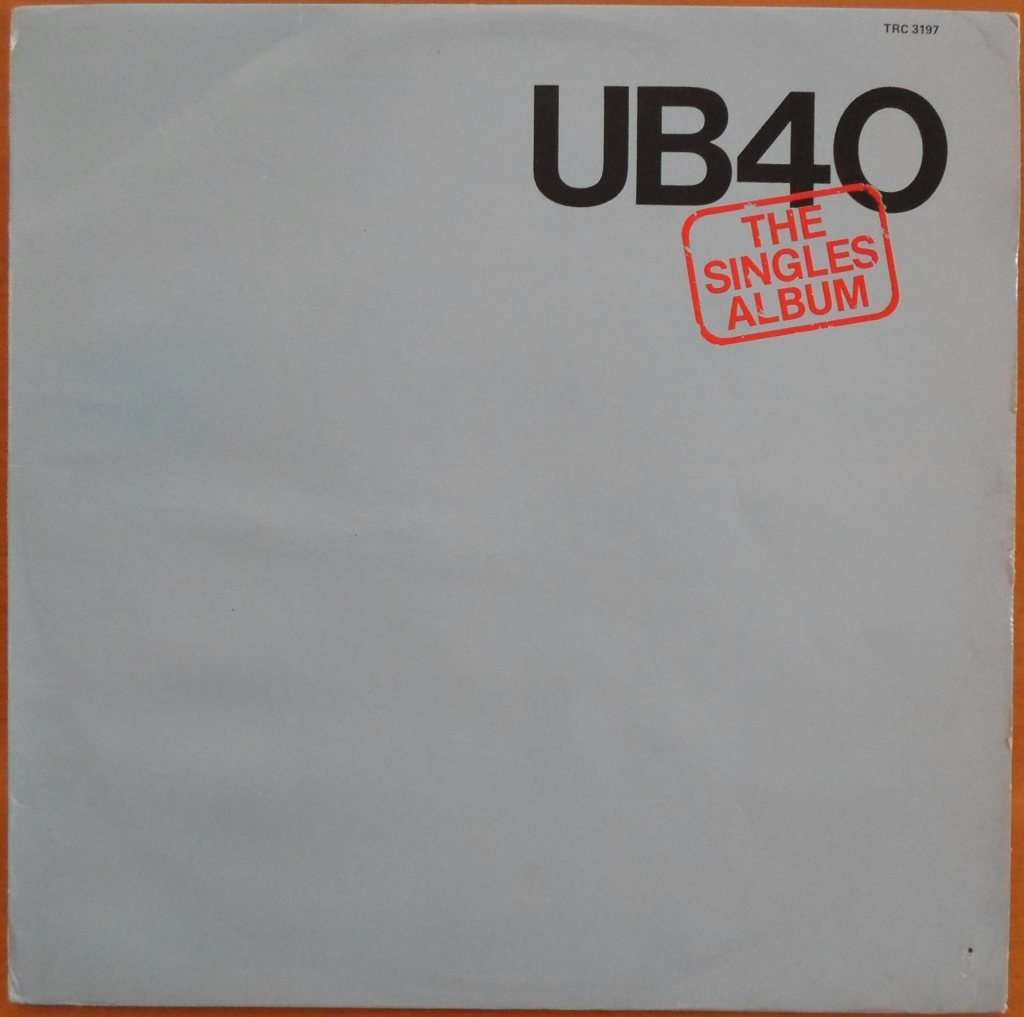 TRC 3197
UB40
THE
SINGLES
ALBUM